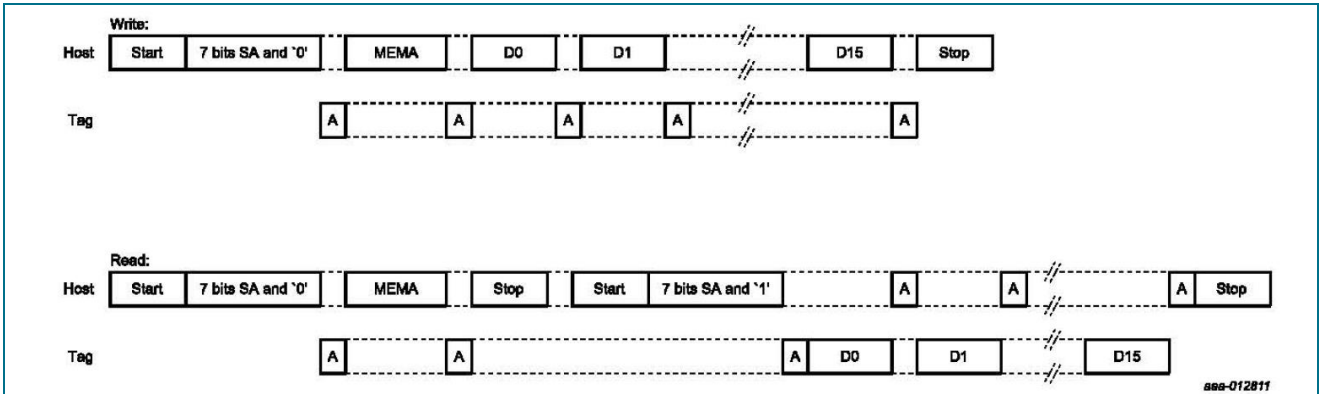 Write:
Host Start 7 bits SA and `0' MEMA D0 D1 D15 Stop
Tag A A A A A
Read:
Host Start 7 bits SA and `0' MEMA Stop Start 7 bits SA and `1' A A A Stop
Tag A A A D0 D1 D15
aaa-012811